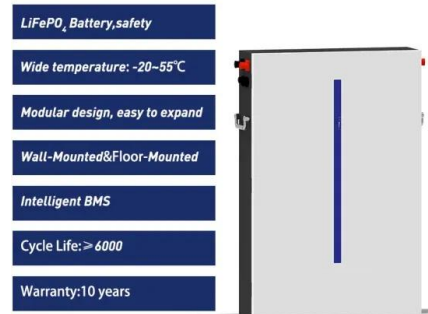 LiFePO₄ Battery,safety
Wide temperature: -20~55℃
Modular design, easy to expand
Wall-Mounted&Floor-Mounted
Intelligent BMS
Cycle Life:≥6000
Warranty:10 years